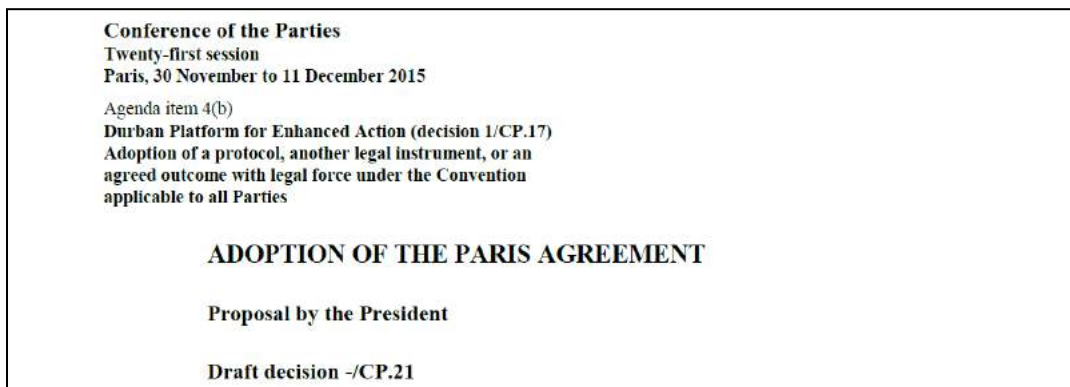 Conference of the Parties
Twenty-first session
Paris, 30 November to 11 December 2015
Agenda item 4(b)
Durban Platform for Enhanced Action (decision 1/CP.17)
Adoption of a protocol, another legal instrument, or an
agreed outcome with legal force under the Convention
applicable to all Parties
ADOPTION OF THE PARIS AGREEMENT
Proposal by the President
Draft decision -/CP.21